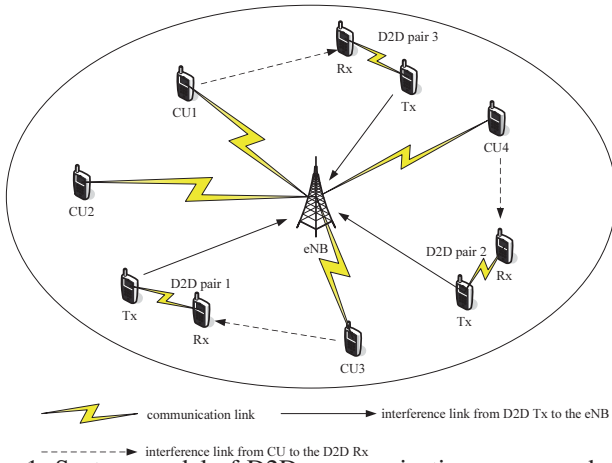 D2D pair 3
Rx
Tx
CU1
CU4
CU2
eNB
D2D pair 1
D2D pair 2
Rx
Tx
Tx
Rx
CU3
communication link
interference link from D2D Tx to the eNB
interference link from CU to the D2D Rx